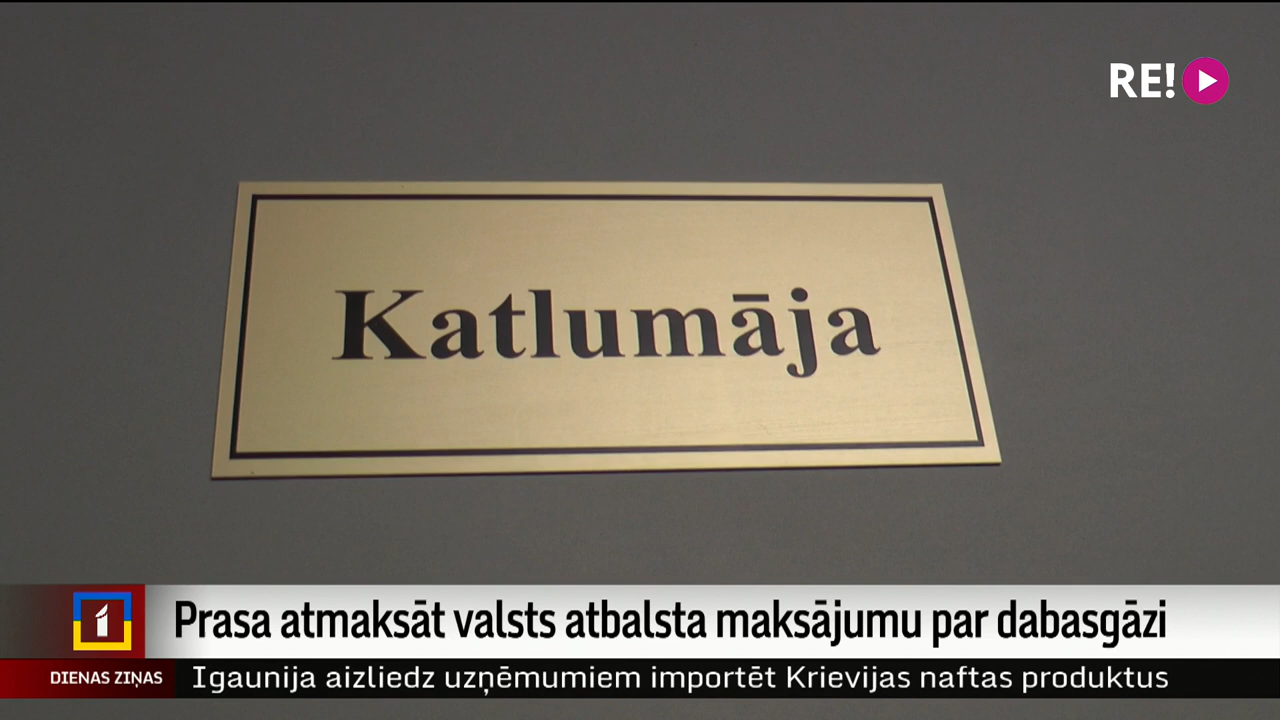 RE!
Katlumāja
1
Prasa atmaksāt valsts atbalsta maksājumu par dabasgāzi
DIENAS ZIŅAS
Igaunija aizliedz uzņēmumiem importēt Krievijas naftas produktus